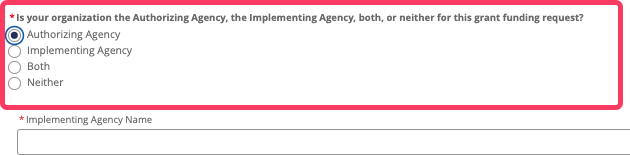 * Is your organization the Authorizing Agency, the Implementing Agency, both, or neither for this grant funding request?
Authorizing Agency
Implementing Agency
Both
Neither
* Implementing Agency Name